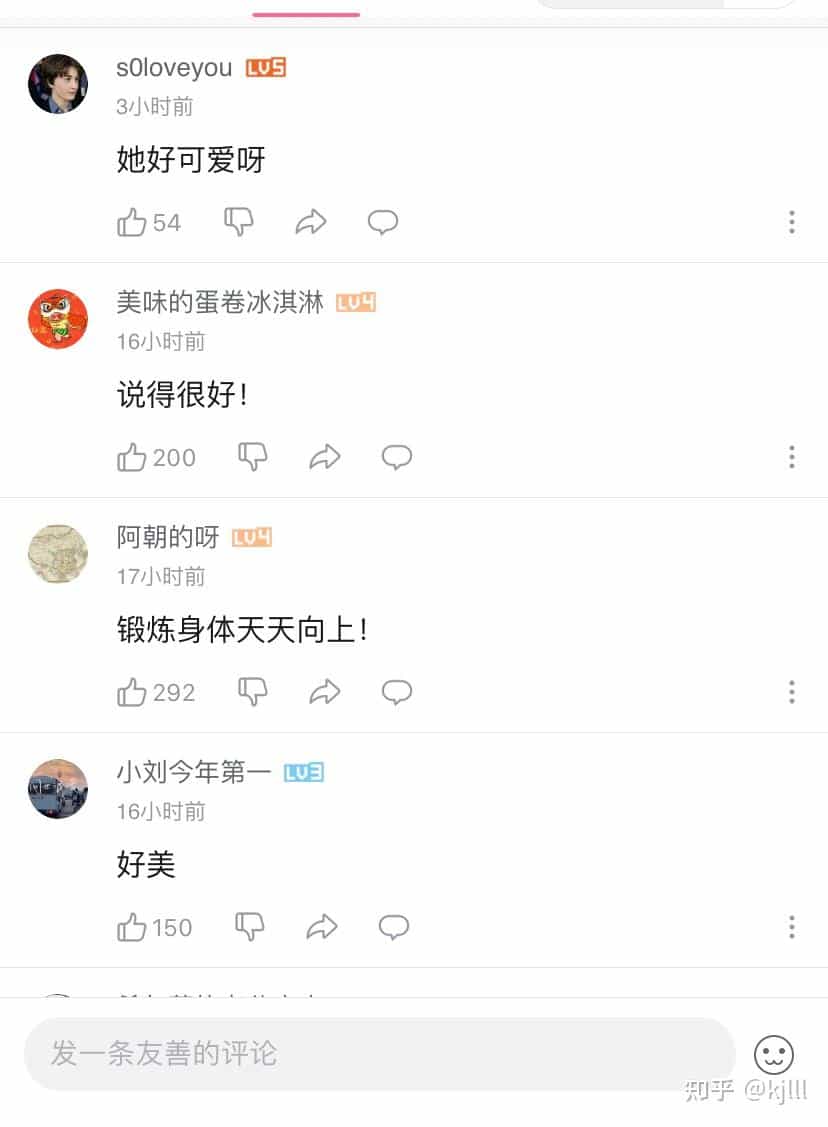 s0loveyou LV5
3小时前
她好可爱呀
54
美味的蛋卷冰淇淋 LV4
16小时前
说得很好！
200
阿朝的呀 LV4
17小时前
锻炼身体天天向上！
292
小刘今年第一 LV3
16小时前
好美
150
发一条友善的评论
知乎 @kjlll